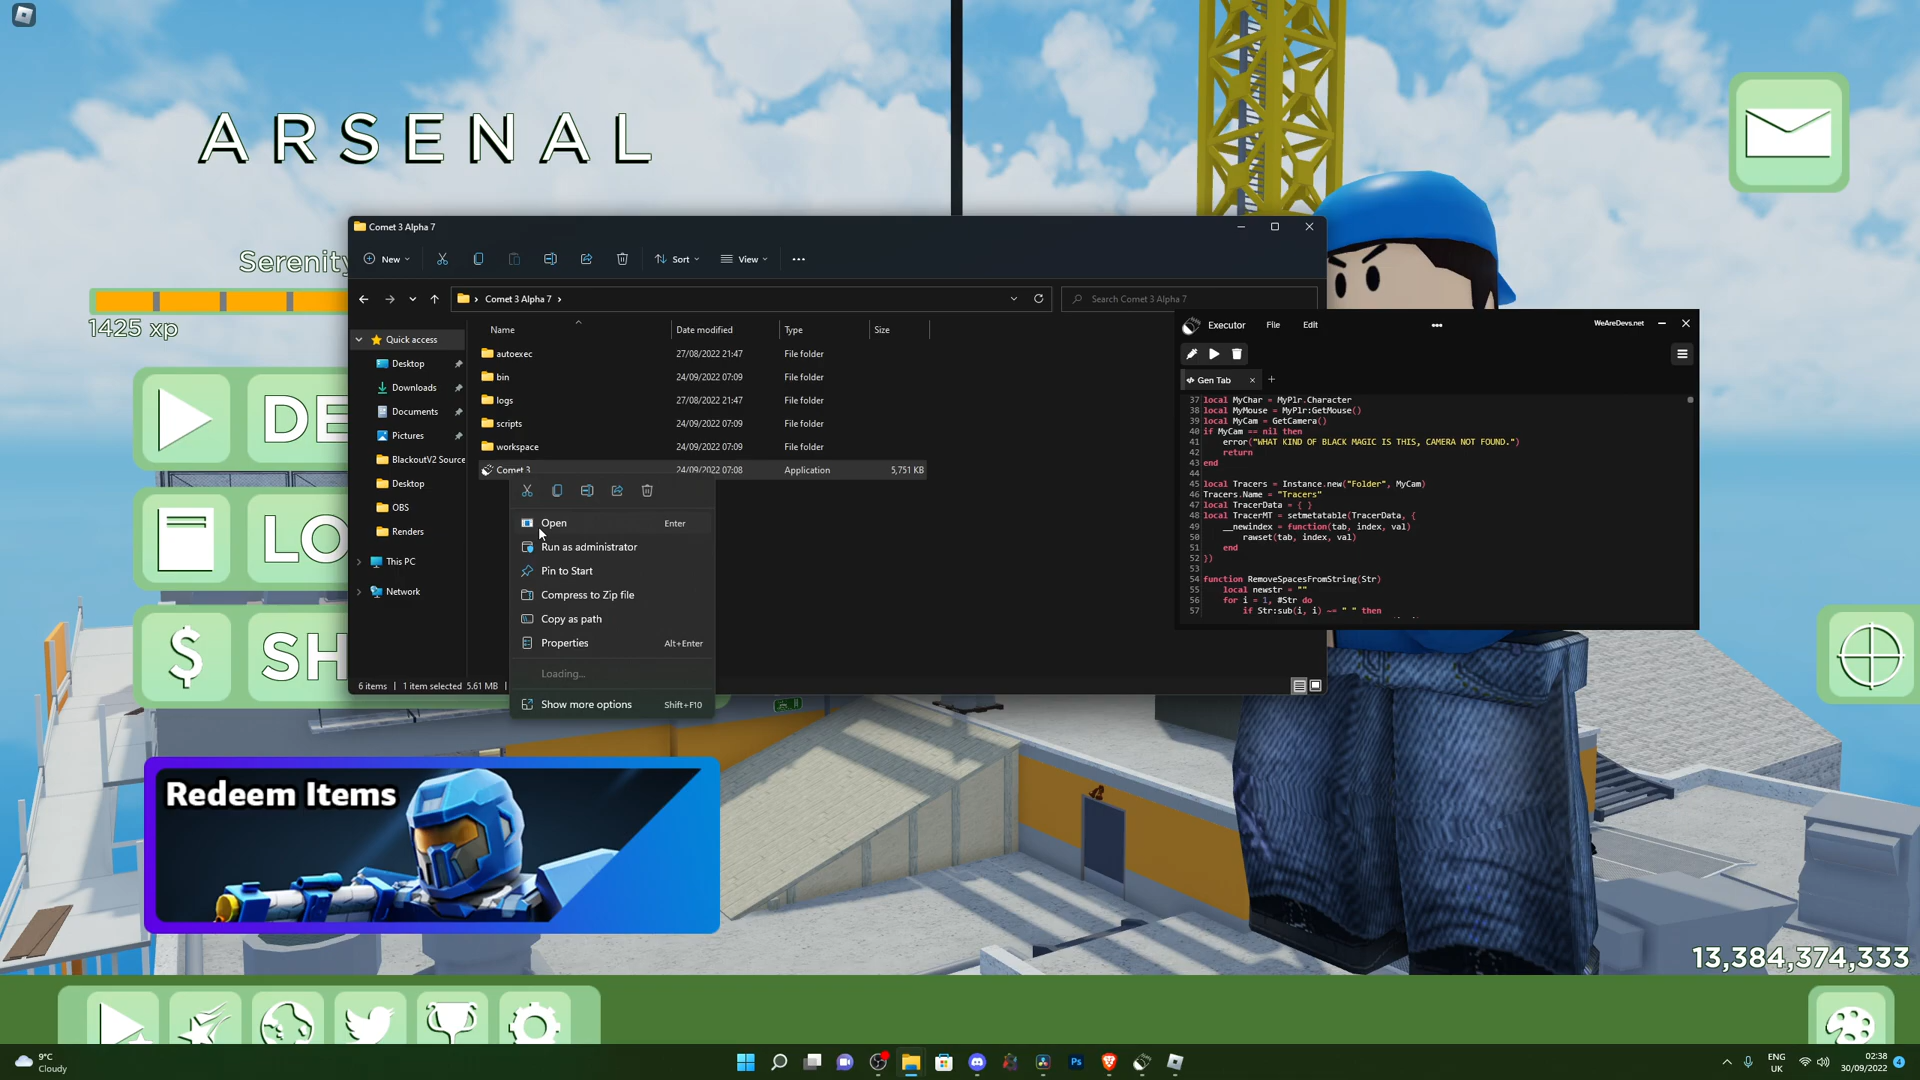 ARSENAL
Serenity
1425 xp
DE
LO
SH
Redeem Items
13,384,374,333
Comet 3 Alpha 7
New
Sort
View
Comet 3 Alpha 7
Search Comet 3 Alpha 7
Quick access
Desktop
Downloads
Documents
Pictures
BlackoutV2 Source
Desktop
OBS
Renders
This PC
Network
Name Date modified Type Size
autoexec 27/08/2022 21:47 File folder
bin 24/09/2022 07:09 File folder
logs 27/08/2022 21:47 File folder
scripts 24/09/2022 07:09 File folder
workspace 24/09/2022 07:09 File folder
Comet 3 24/09/2022 07:08 Application 5,751 KB
Open Enter
Run as administrator
Pin to Start
Compress to Zip file
Copy as path
Properties Alt+Enter
Loading...
Show more options Shift+F10
6 items 1 item selected 5.61 MB
Executor File Edit WeAreDevs.net
Gen Tab
37 local MyChar = MyPlr.Character
38 local MyMouse = MyPlr:GetMouse()
39 local MyCam = GetCamera()
40 if MyCam == nil then
41 error("WHAT KIND OF BLACK MAGIC IS THIS, CAMERA NOT FOUND.")
42 return
43 end
44
45 local Tracers = Instance.new("Folder", MyCam)
46 Tracers.Name = "Tracers"
47 local TracerData = { }
48 local TracerMT = setmetatable(TracerData, {
49 __newindex = function(tab, index, val)
50 rawset(tab, index, val)
51 end
52 })
53
54 function RemoveSpacesFromString(Str)
55 local newstr = ""
56 for i = 1, #Str do
57 if Str:sub(i, i) ~= " " then
9°C
Cloudy
Ps
ENG
UK
02:38
30/09/2022
4